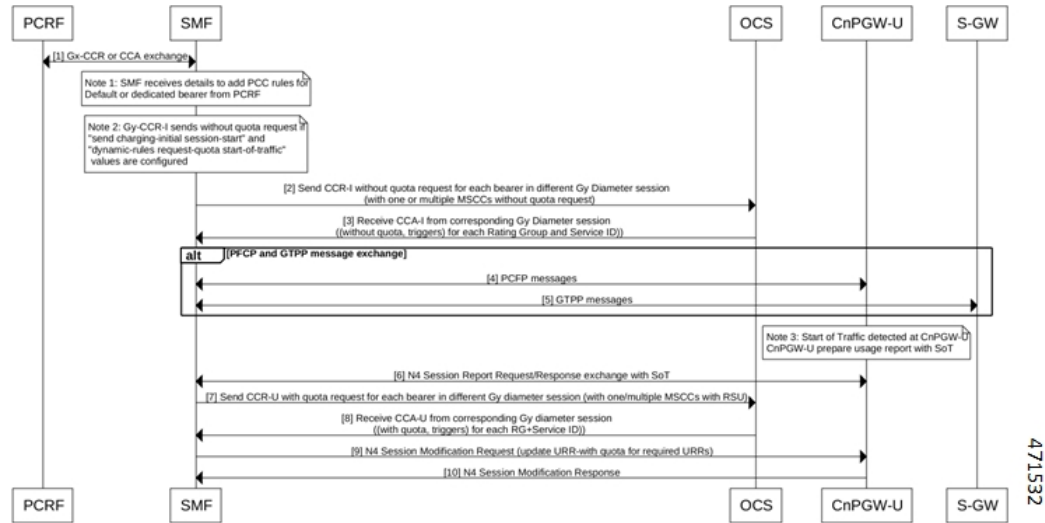 PCRF
SMF
OCS
CnPGW-U
S-GW
[1] Gx-CCR or CCA exchange
Note 1: SMF receives details to add PCC rules for
Default or dedicated bearer from PCRF
Note 2: Gy-CCR-I sends without quota request if
"send charging-initial session-start" and
"dynamic-rules request-quota start-of-traffic"
values are configured
[2] Send CCR-I without quota request for each bearer in different Gy Diameter session
(with one or multiple MSCCs without quota request)
[3] Receive CCA-I from corresponding Gy Diameter session
((without quota, triggers) for each Rating Group and Service ID))
alt
[PFCP and GTPP message exchange]
[4] PCFP messages
[5] GTPP messages
Note 3: Start of Traffic detected at CnPGW-U
CnPGW-U prepare usage report with SoT
[6] N4 Session Report Request/Response exchange with SoT
[7] Send CCR-U with quota request for each bearer in different Gy diameter session (with one/multiple MSCCs with RSU)
[8] Receive CCA-U from corresponding Gy diameter session
((with quota, triggers) for each RG+Service ID))
[9] N4 Session Modification Request (update URR-with quota for required URRs)
[10] N4 Session Modification Response
PCRF
SMF
OCS
CnPGW-U
S-GW
471532